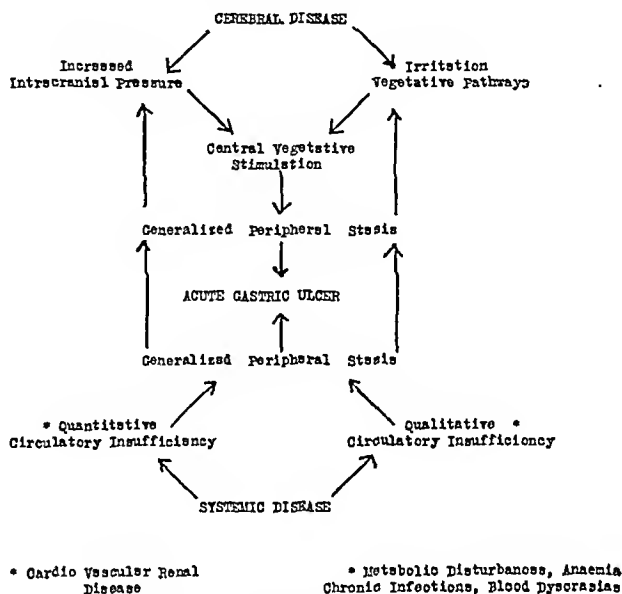 CEREBRAL DISEASE
Increased
Intracranial Pressure
Irritation
Vegetative Pathways
Central Vegetative
Stimulation
Generalized Peripheral Stasis
ACUTE GASTRIC ULCER
Generalized Peripheral Stasis
* Quantitative
Circulatory Insufficiency
Qualitative *
Circulatory Insufficiency
SYSTEMIC DISEASE
* Cardio Vascular Renal
Disease
* Metabolic Disturbances, Anaemia
Chronic Infections, Blood Dyscrasias